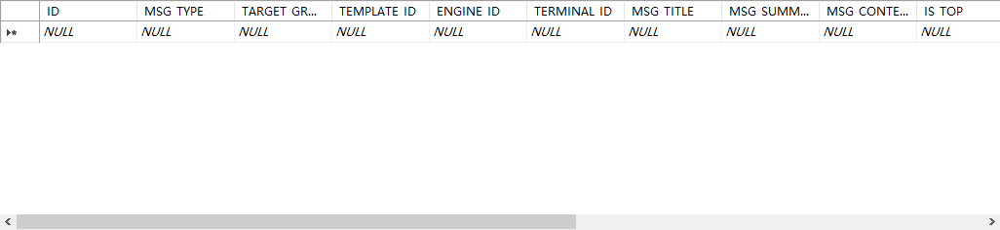 ID MSG TYPE TARGET GR... TEMPLATE ID ENGINE ID TERMINAL ID MSG TITLE MSG SUMM... MSG CONTE... IS TOP
NULL NULL NULL NULL NULL NULL NULL NULL NULL NULL